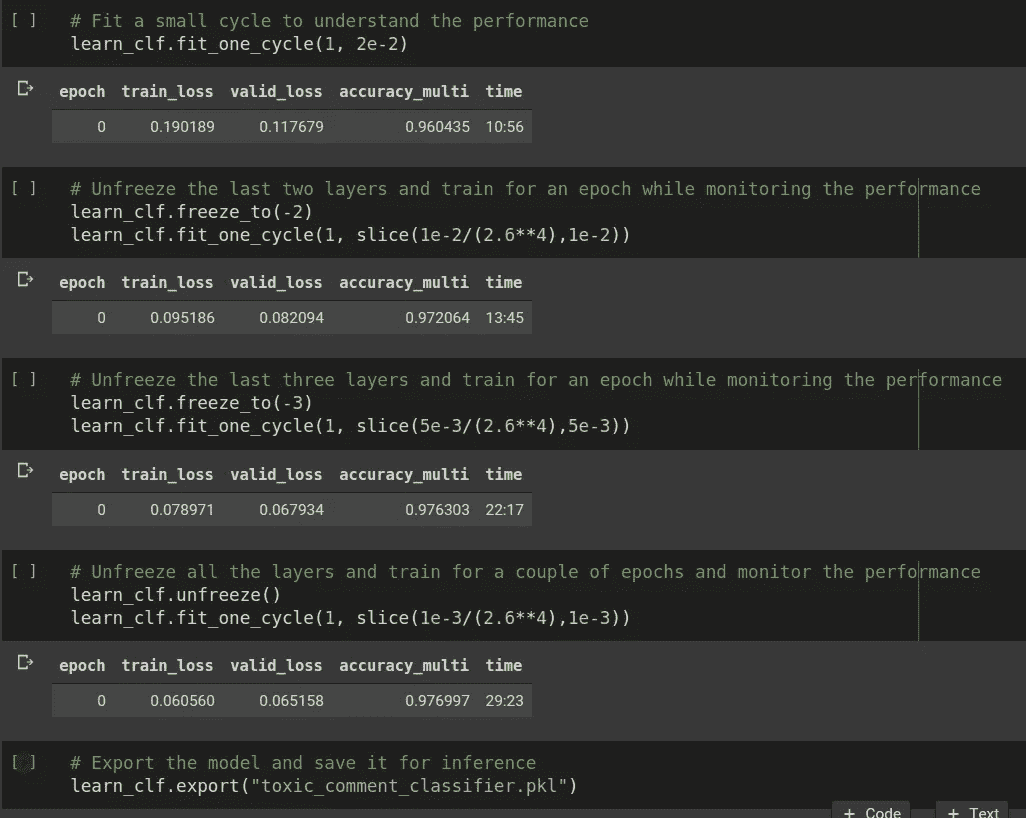 [ ] # Fit a small cycle to understand the performance
learn_clf.fit_one_cycle(1, 2e-2)
epoch train_loss valid_loss accuracy_multi time
0 0.190189 0.117679 0.960435 10:56
[ ] # Unfreeze the last two layers and train for an epoch while monitoring the performance
learn_clf.freeze_to(-2)
learn_clf.fit_one_cycle(1, slice(1e-2/(2.6**4),1e-2))
epoch train_loss valid_loss accuracy_multi time
0 0.095186 0.082094 0.972064 13:45
[ ] # Unfreeze the last three layers and train for an epoch while monitoring the performance
learn_clf.freeze_to(-3)
learn_clf.fit_one_cycle(1, slice(5e-3/(2.6**4),5e-3))
epoch train_loss valid_loss accuracy_multi time
0 0.078971 0.067934 0.976303 22:17
[ ] # Unfreeze all the layers and train for a couple of epochs and monitor the performance
learn_clf.unfreeze()
learn_clf.fit_one_cycle(1, slice(1e-3/(2.6**4),1e-3))
epoch train_loss valid_loss accuracy_multi time
0 0.060560 0.065158 0.976997 29:23
[ ] # Export the model and save it for inference
learn_clf.export("toxic_comment_classifier.pkl")
+ Code + Text